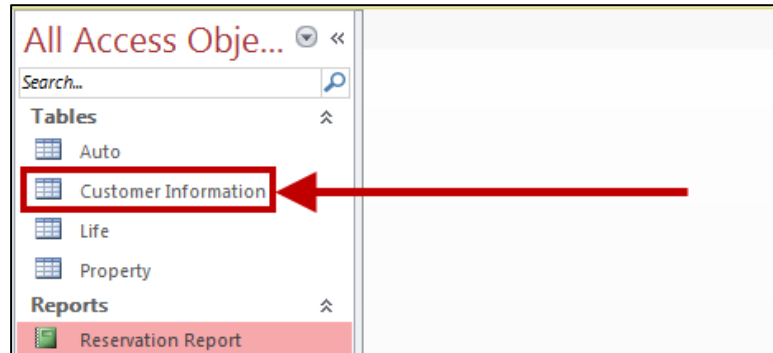 All Access Obje...
Search...
Tables
Auto
Customer Information
Life
Property
Reports
Reservation Report